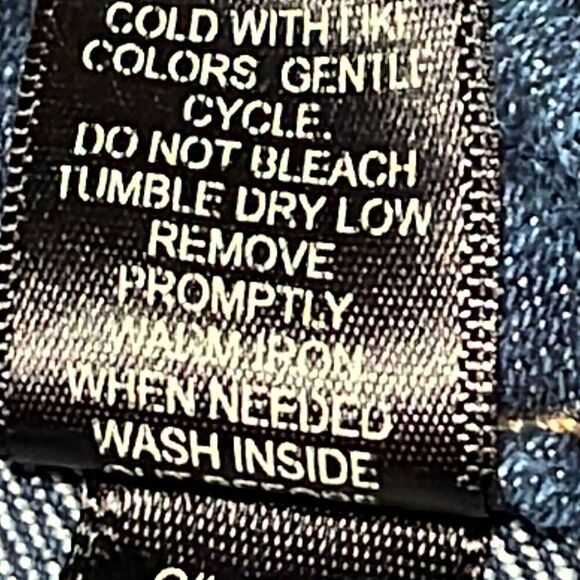 COLD WITH LIKE
COLORS GENTLE
CYCLE.
DO NOT BLEACH
TUMBLE DRY LOW
REMOVE
PROMPTLY
WARM IRON
WHEN NEEDED
WASH INSIDE